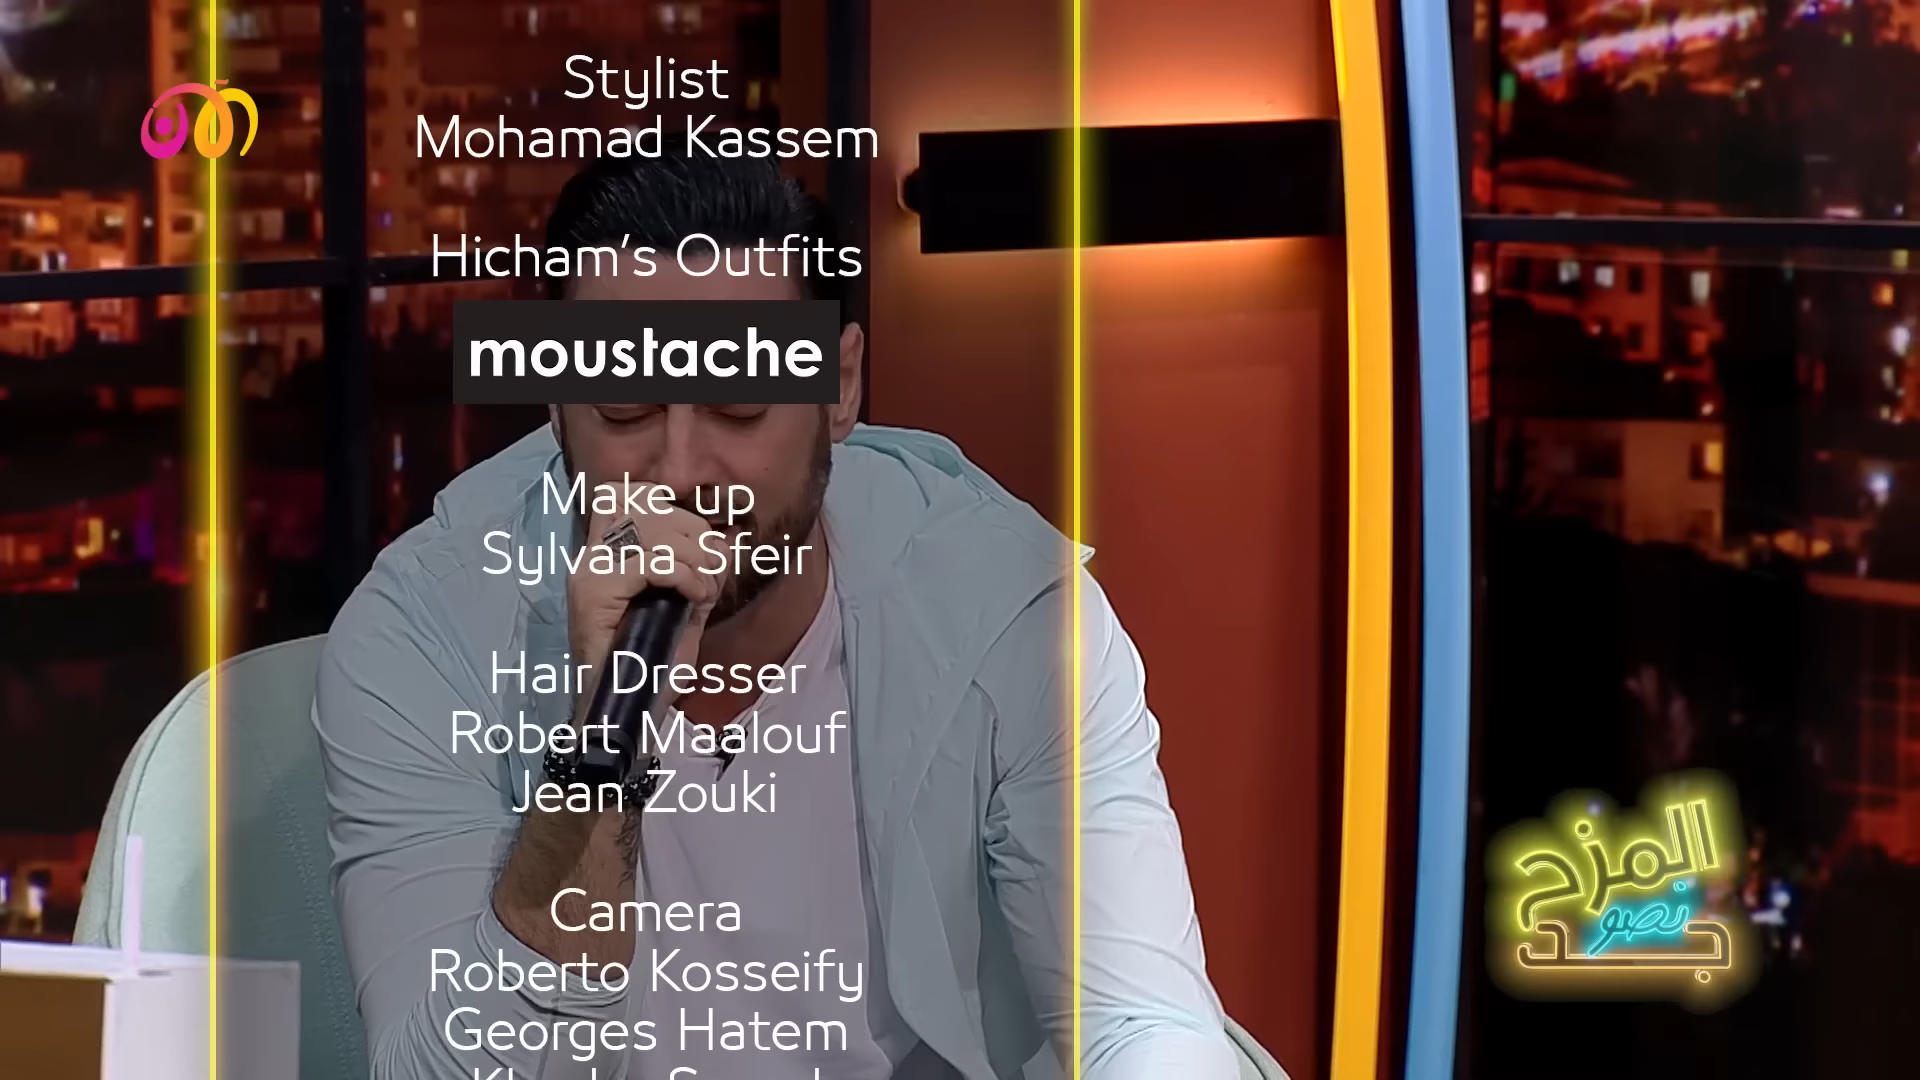 Stylist
Mohamad Kassem
Hicham’s Outfits
moustache
Make up
Sylvana Sfeir
Hair Dresser
Robert Maalouf
Jean Zouki
Camera
Roberto Kosseify
Georges Hatem
المزح
نصو
جد